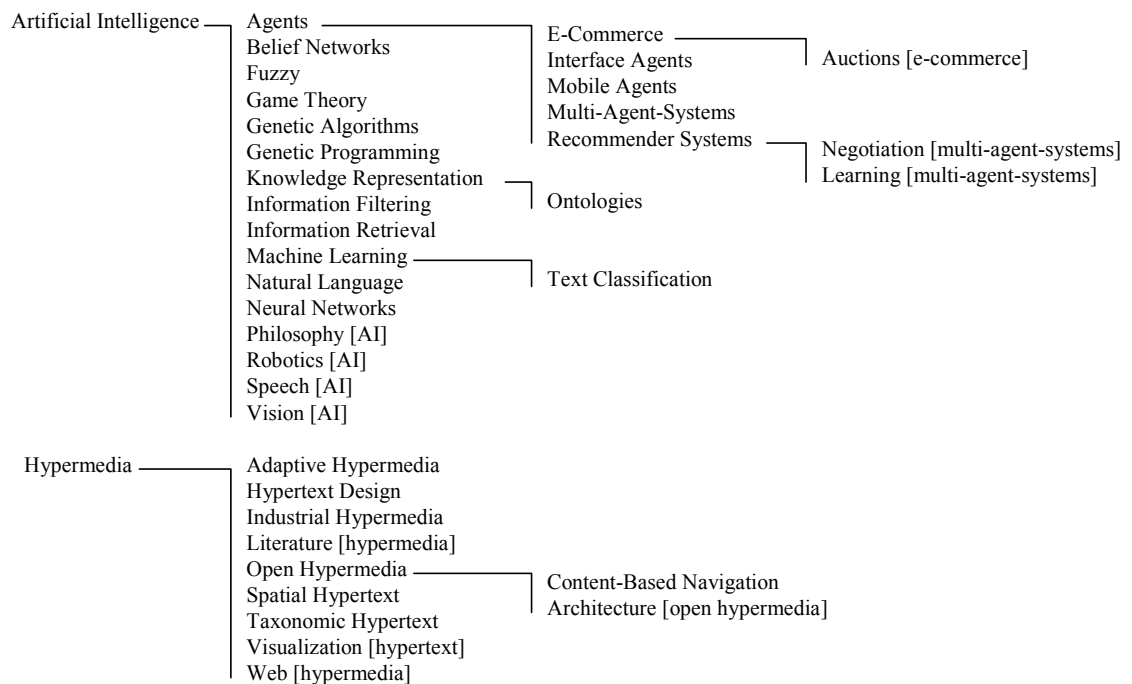 Artificial Intelligence
Agents
Belief Networks
Fuzzy
Game Theory
Genetic Algorithms
Genetic Programming
Knowledge Representation
Information Filtering
Information Retrieval
Machine Learning
Natural Language
Neural Networks
Philosophy [AI]
Robotics [AI]
Speech [AI]
Vision [AI]
E-Commerce
Interface Agents
Mobile Agents
Multi-Agent-Systems
Recommender Systems
Auctions [e-commerce]
Negotiation [multi-agent-systems]
Learning [multi-agent-systems]
Ontologies
Text Classification
Hypermedia
Adaptive Hypermedia
Hypertext Design
Industrial Hypermedia
Literature [hypermedia]
Open Hypermedia
Spatial Hypertext
Taxonomic Hypertext
Visualization [hypertext]
Web [hypermedia]
Content-Based Navigation
Architecture [open hypermedia]